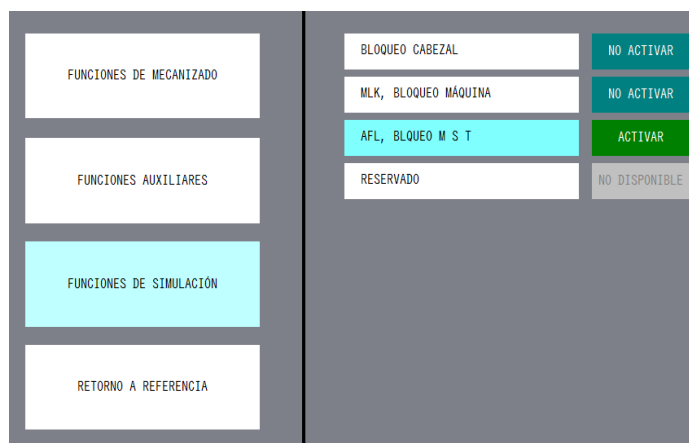 FUNCIONES DE MECANIZADO
FUNCIONES AUXILIARES
FUNCIONES DE SIMULACIÓN
RETORNO A REFERENCIA
BLOQUEO CABEZAL NO ACTIVAR
MLK, BLOQUEO MÁQUINA NO ACTIVAR
AFL, BLQUEO M S T ACTIVAR
RESERVADO NO DISPONIBLE